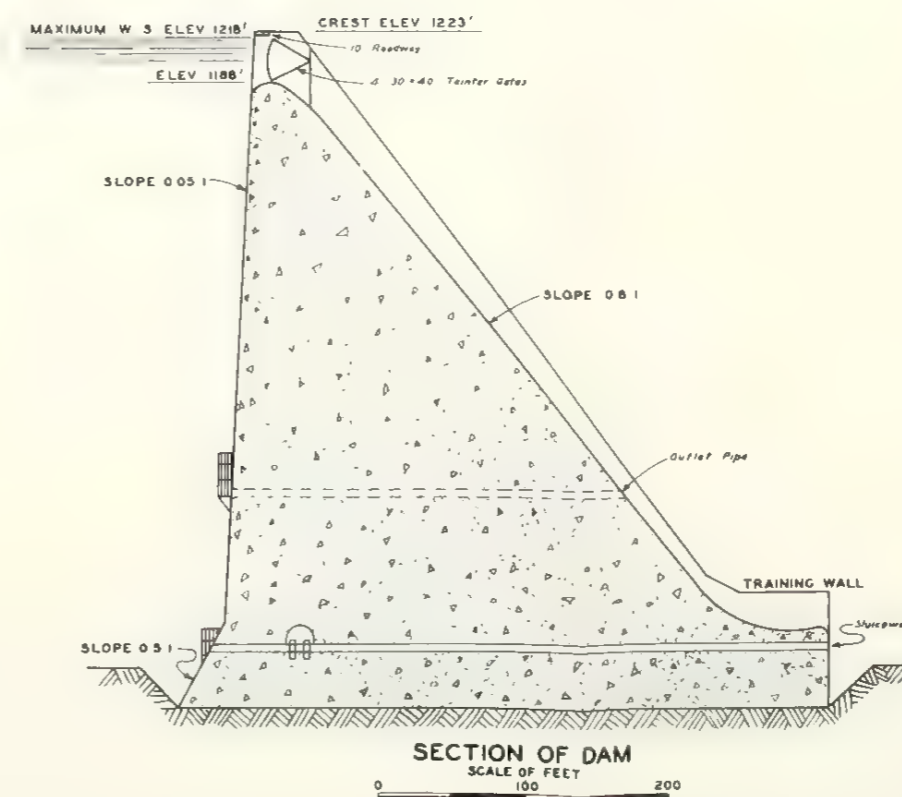 MAXIMUM W S ELEV 1218'
CREST ELEV 1223'
10 Roadway
ELEV 1188'
4 30 × 40 Tainter Gates
SLOPE 0 05 1
SLOPE 0 8 1
Outlet Pipe
TRAINING WALL
SLOPE 0 5 1
SECTION OF DAM
SCALE OF FEET
0 100 200